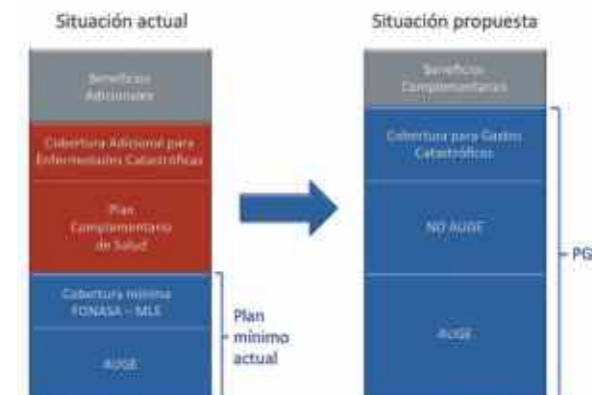 Situación actual
Beneficios
Adicionales
Cobertura Adicional para
Enfermedades Catastróficas
Plan
Complementario
de Salud
Cobertura mínima
FONASA – MLE
AUGE
Plan
mínimo
actual
Situación propuesta
Beneficios
Complementarios
Cobertura para Gastos
Catastróficos
NO AUGE
AUGE
PG